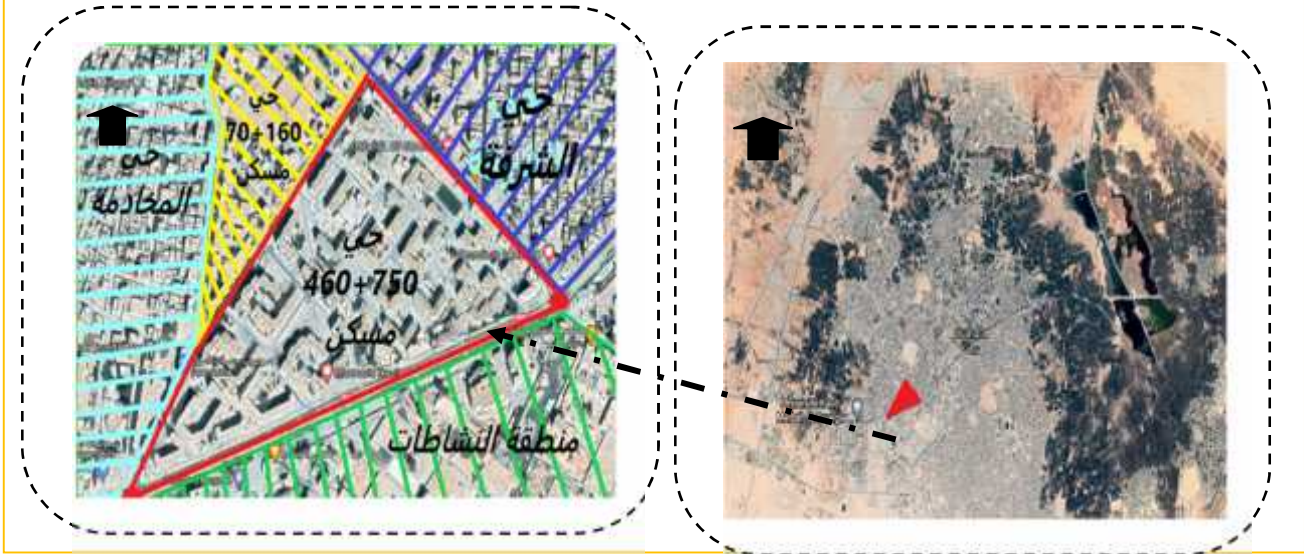 حي
70+160
مسكن
حي
الشرفة
حي
المخادمة
حي
460+750
مسكن
منطقة النشاطات